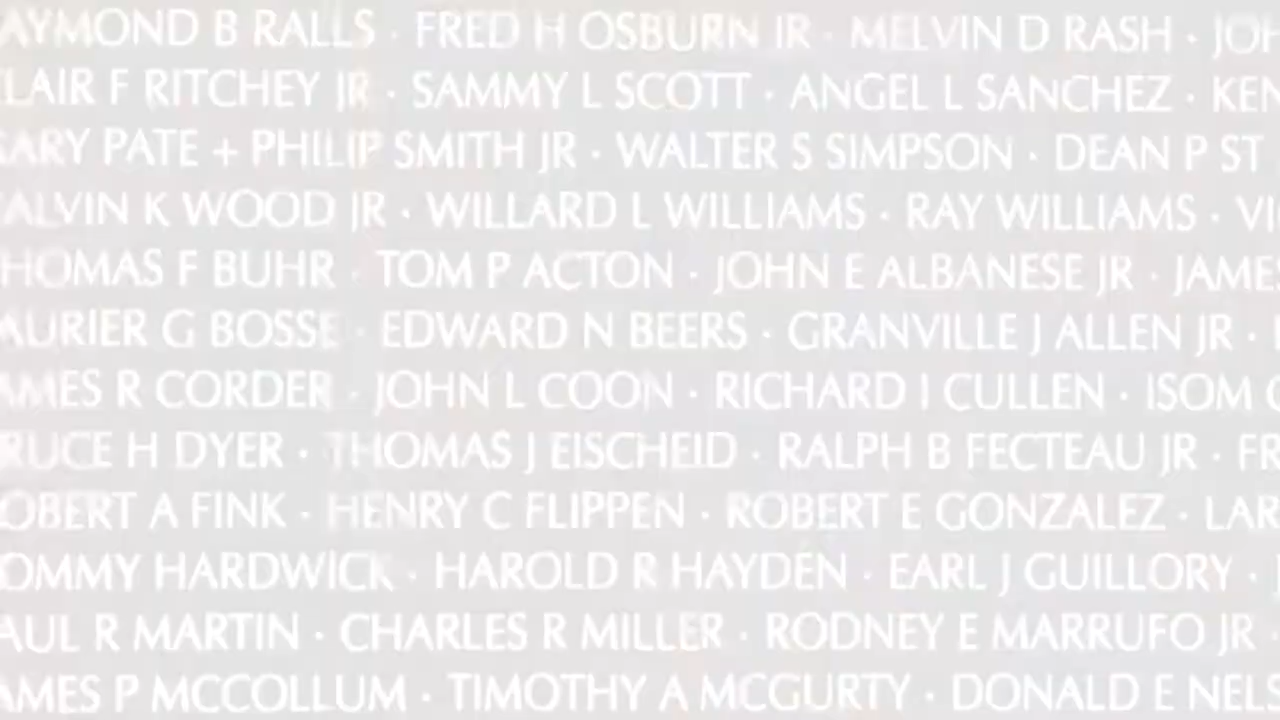 AYMOND B RALLS · FRED H OSBURN JR · MELVIN D RASH · JOH
LAIR F RITCHEY JR · SAMMY L SCOTT · ANGEL L SANCHEZ · KEN
ARY PATE + PHILIP SMITH JR · WALTER S SIMPSON · DEAN P ST
ALVIN K WOOD JR · WILLARD L WILLIAMS · RAY WILLIAMS · VI
HOMAS F BUHR · TOM P ACTON · JOHN E ALBANESE JR · JAMES
AURIER G BOSSE · EDWARD N BEERS · GRANVILLE J ALLEN JR ·
AMES R CORDER · JOHN L COON · RICHARD I CULLEN · ISOM
RUCE H DYER · THOMAS J EISCHEID · RALPH B FECTEAU JR · FR
OBERT A FINK · HENRY C FLIPPEN · ROBERT E GONZALEZ · LAR
OMMY HARDWICK · HAROLD R HAYDEN · EARL J GUILLORY ·
AUL R MARTIN · CHARLES R MILLER · RODNEY E MARRUFO JR ·
AMES P MCCOLLUM · TIMOTHY A MCGURTY · DONALD E NELS